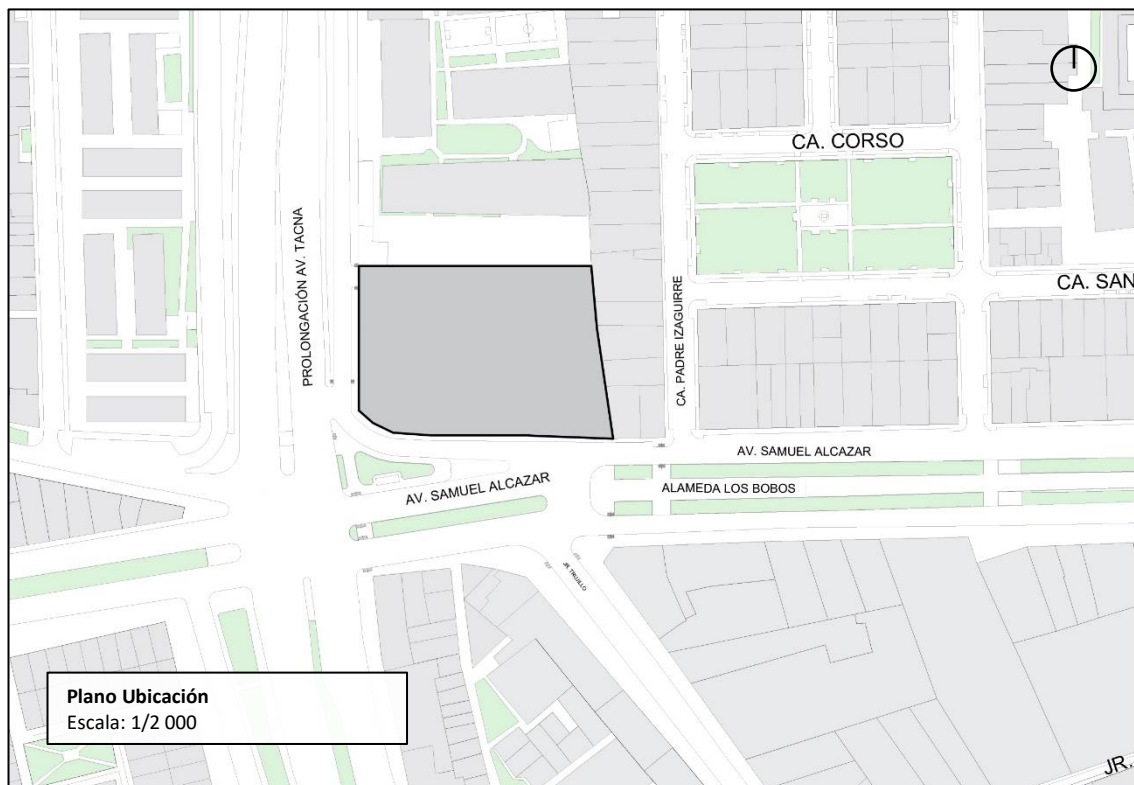 CA. CORSO
CA. SAN
PROLONGACIÓN AV. TACNA
CA. PADRE IZAGUIRRE
AV. SAMUEL ALCAZAR
AV. SAMUEL ALCAZAR
ALAMEDA LOS BOBOS
JR. TRUJILLO
Plano Ubicación
Escala: 1/2 000
JR.